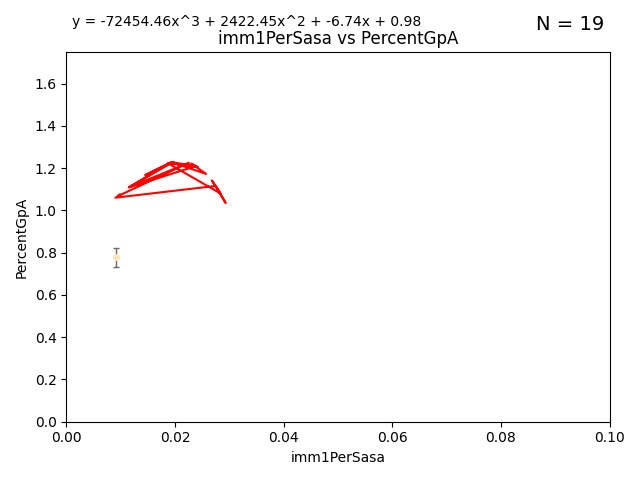 y = -72454.46x^3 + 2422.45x^2 + -6.74x + 0.98
N = 19
imm1PerSasa vs PercentGpA
PercentGpA
1.6
1.4
1.2
1.0
0.8
0.6
0.4
0.2
0.0
0.00 0.02 0.04 0.06 0.08 0.10
imm1PerSasa